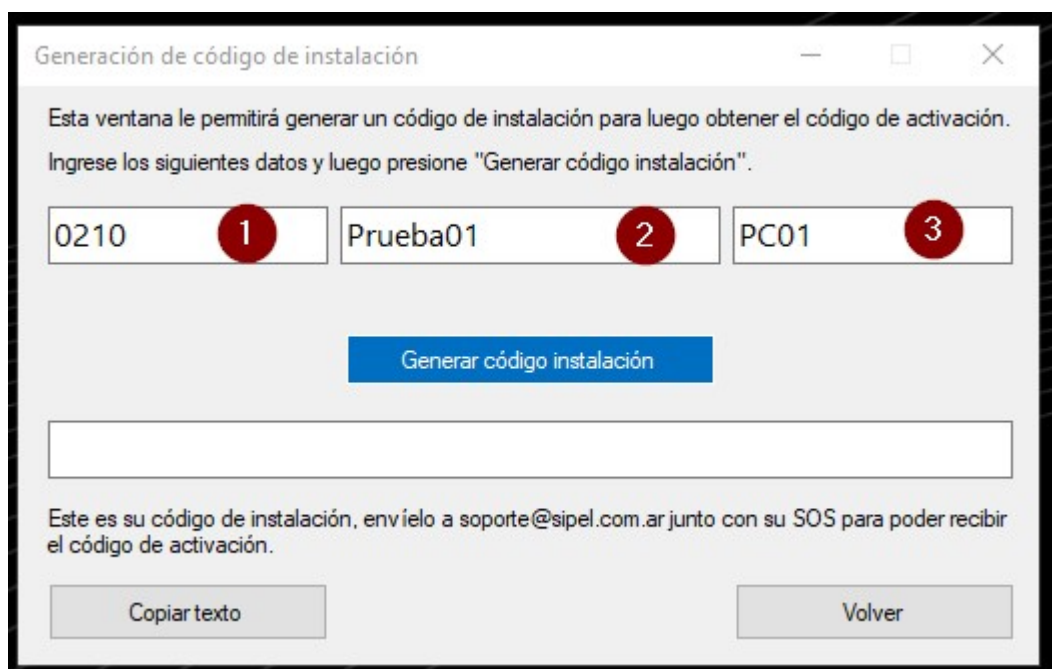 Generación de código de instalación
Esta ventana le permitirá generar un código de instalación para luego obtener el código de activación.
Ingrese los siguientes datos y luego presione "Generar código instalación".
0210 1 Prueba01 2 PC01 3
Generar código instalación
Este es su código de instalación, envíelo a soporte@sipel.com.ar junto con su SOS para poder recibir
el código de activación.
Copiar texto Volver